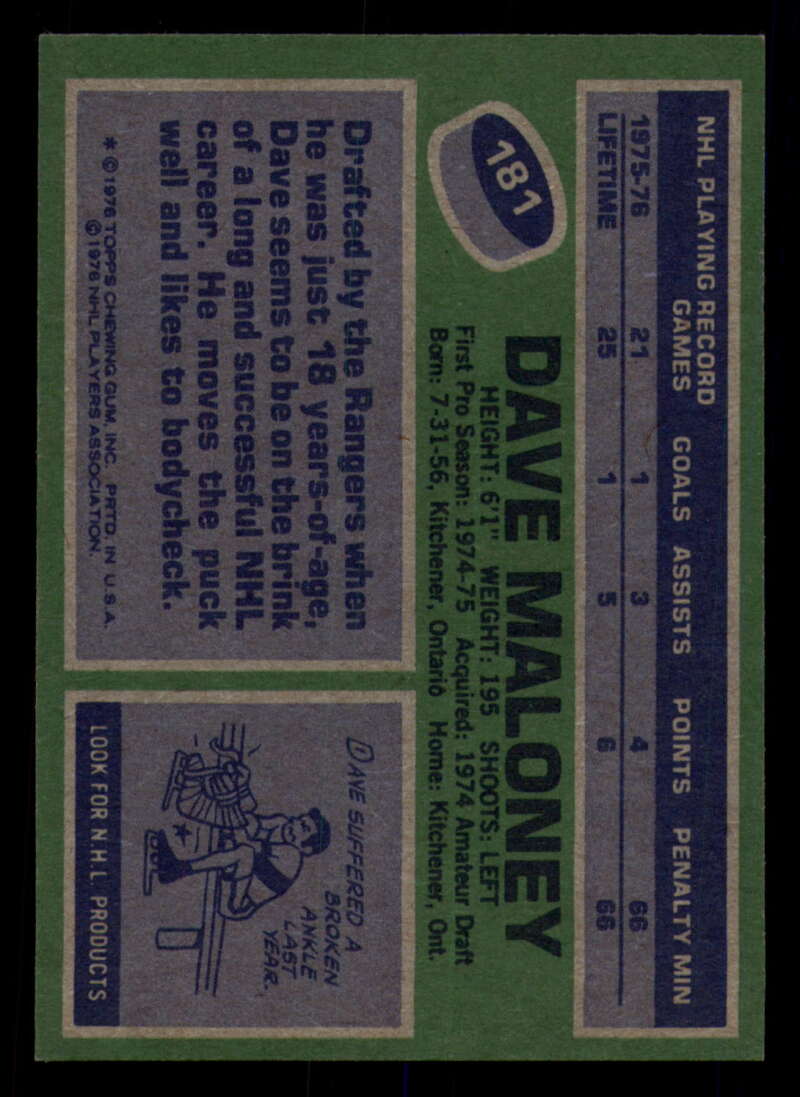 NHL PLAYING RECORD
GAMES GOALS ASSISTS POINTS PENALTY MIN
1975-76 21 1 3 4 66
LIFETIME 25 1 5 6 66
181
DAVE MALONEY
HEIGHT: 6'1" WEIGHT: 195 SHOOTS: LEFT
First Pro Season: 1974-75 Acquired: 1974 Amateur Draft
Born: 7-31-56, Kitchener, Ontario Home: Kitchener, Ont.
Drafted by the Rangers when
he was just 18 years-of-age,
Dave seems to be on the brink
of a long and successful NHL
career. He moves the puck
well and likes to bodycheck.
* © 1976 TOPPS CHEWING GUM, INC. PRTD. IN U.S.A.
© 1976 NHL PLAYERS ASSOCIATION.
DAVE SUFFERED A
BROKEN
ANKLE
LAST
YEAR.
LOOK FOR N.H.L. PRODUCTS